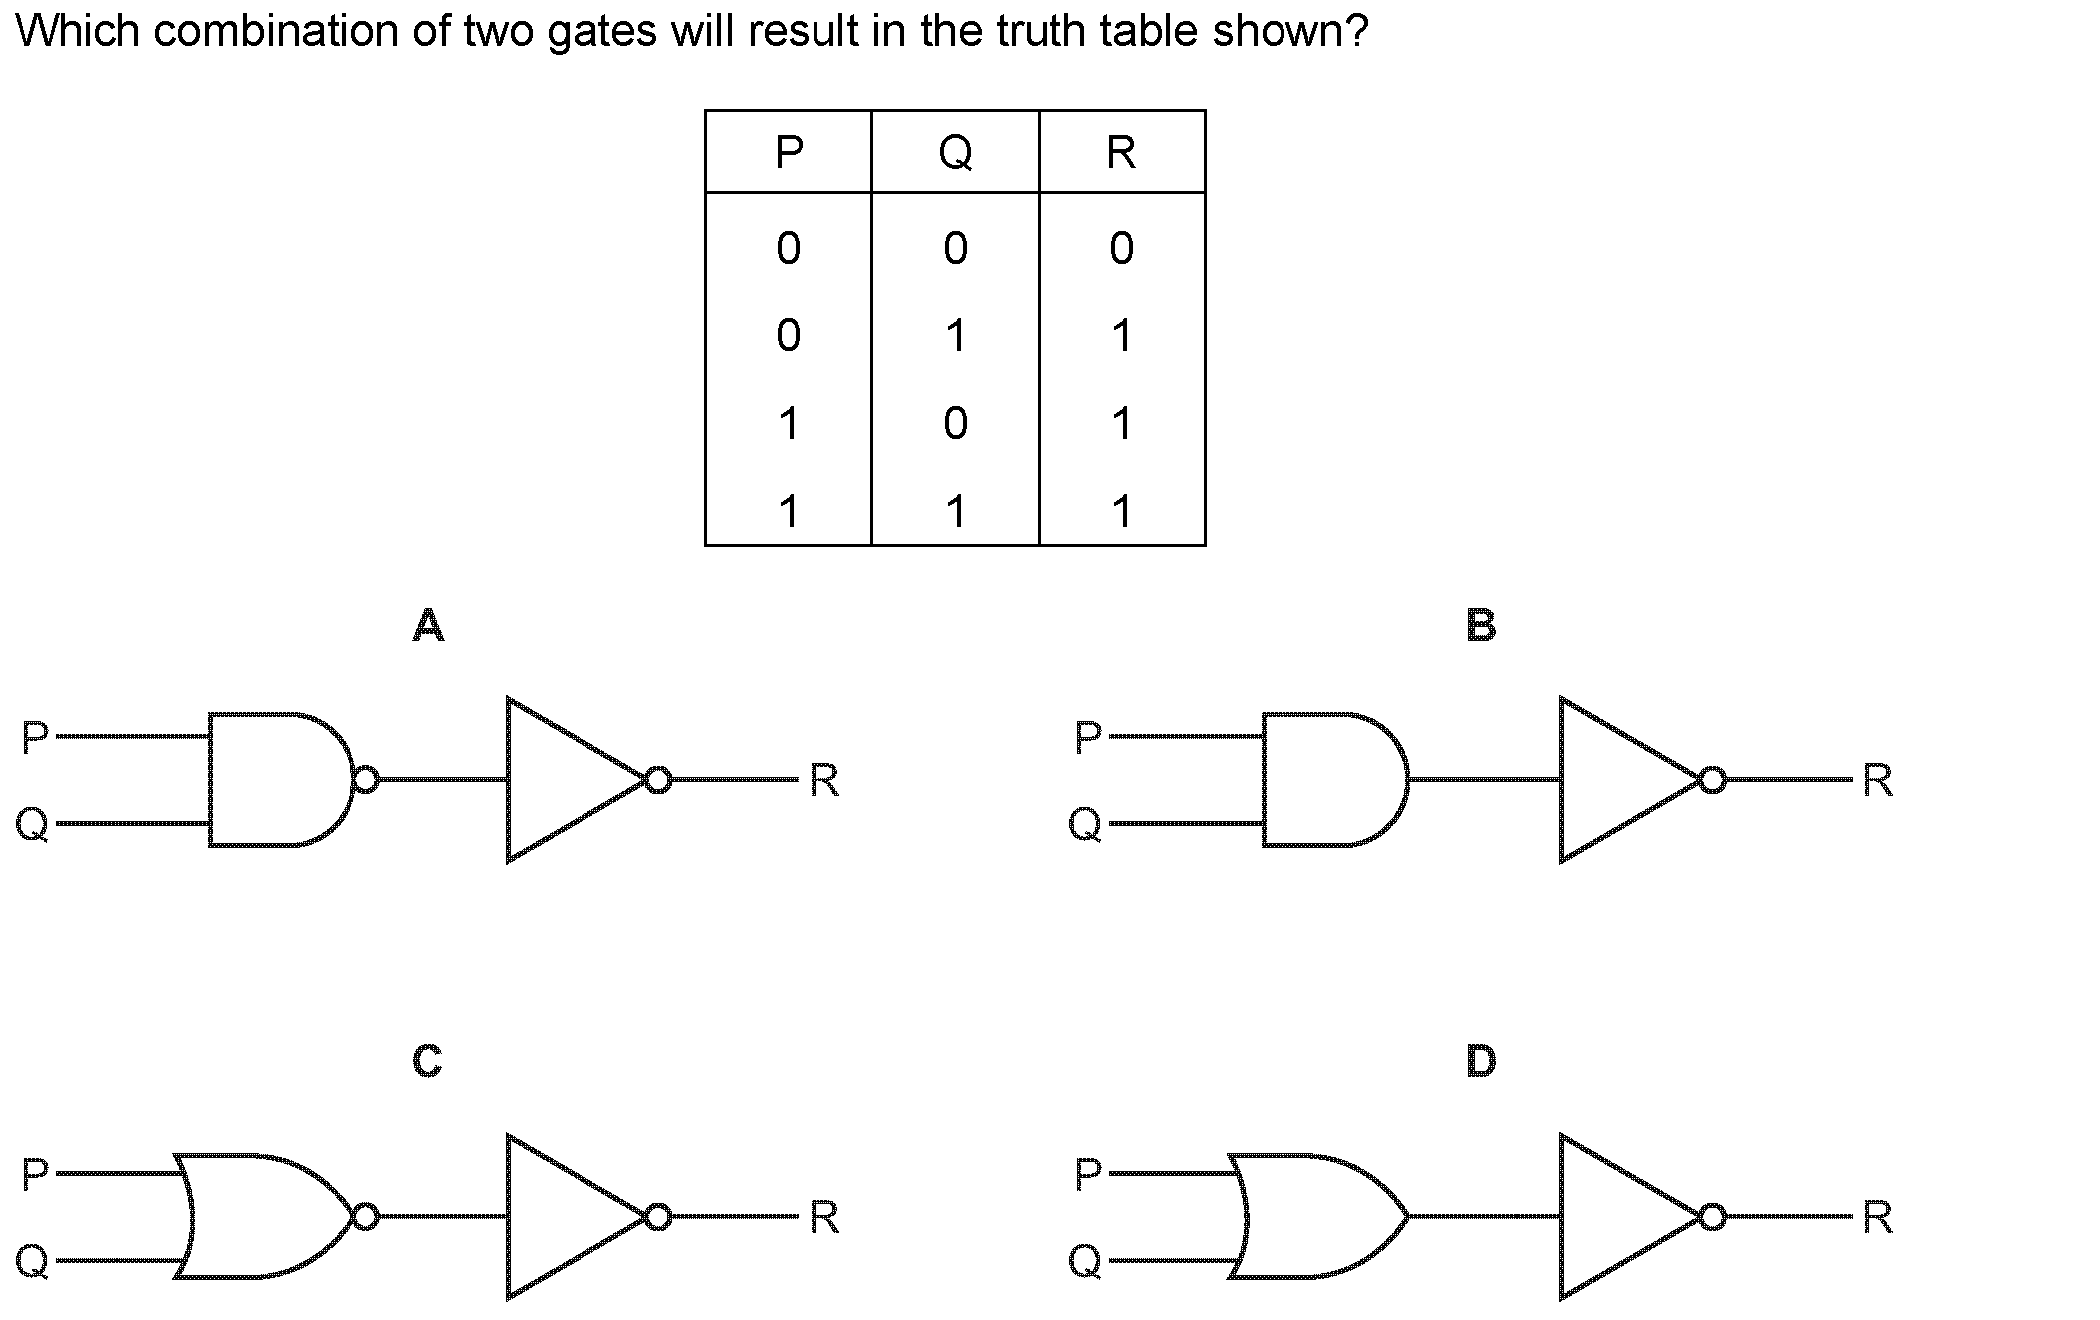 Which combination of two gates will result in the truth table shown?
P Q R
0 0 0
0 1 1
1 0 1
1 1 1
A B
P P
R R
Q Q
C D
P P
R R
Q Q